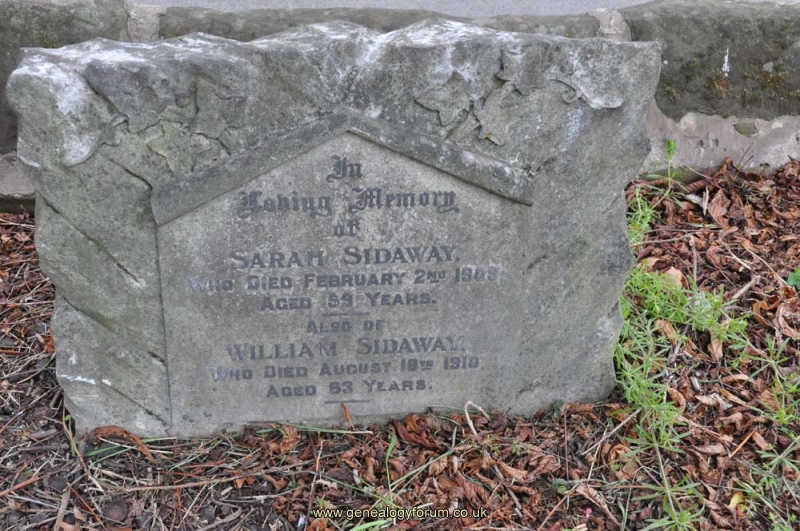 In
Loving Memory
of
SARAH SIDAWAY,
WHO DIED FEBRUARY 2ND
AGED 59 YEARS.
ALSO OF
WILLIAM SIDAWAY,
WHO DIED AUGUST 19TH 1910
AGED 63 YEARS.
www.genealogyforum.co.uk